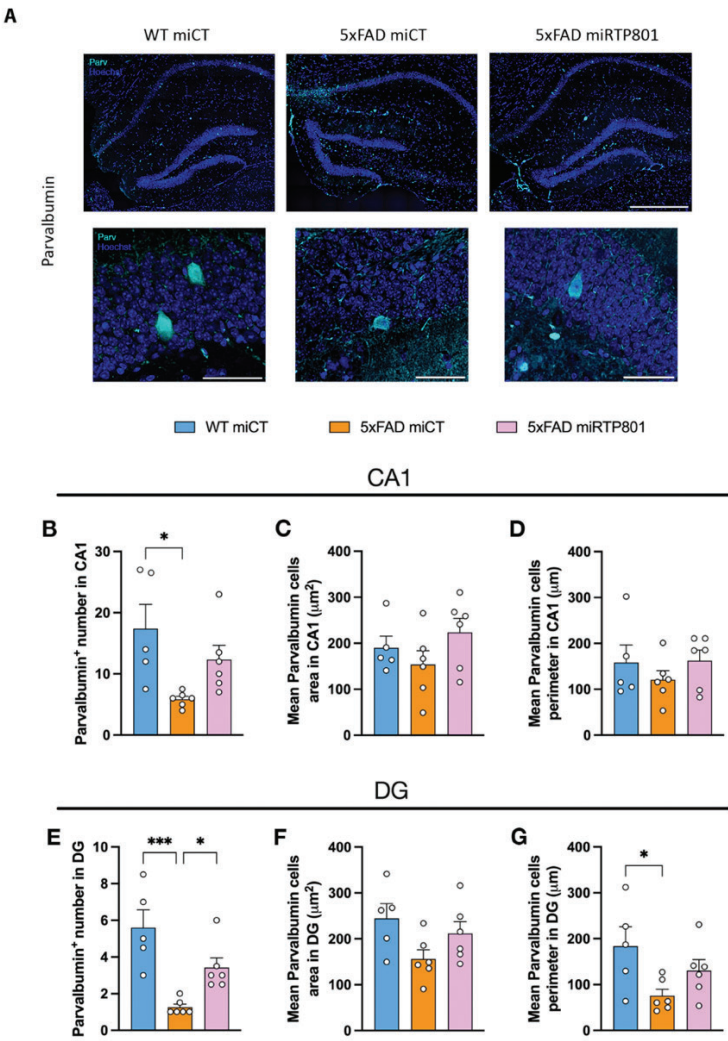 A
WT miCT
5xFAD miCT
5xFAD miRTP801
Parvalbumin
Parv
Hoechst
Parv
Hoechst
WT miCT
5xFAD miCT
5xFAD miRTP801
CA1
B
Parvalbumin⁺ number in CA1
30
20
10
0
*
C
Mean Parvalbumin cells
area in CA1 (μm²)
400
300
200
100
0
D
Mean Parvalbumin cells
perimeter in CA1 (μm)
400
300
200
100
0
DG
E
Parvalbumin⁺ number in DG
10
8
6
4
2
0
***
*
F
Mean Parvalbumin cells
area in DG (μm²)
400
300
200
100
0
G
Mean Parvalbumin cells
perimeter in DG (μm)
400
300
200
100
0
*